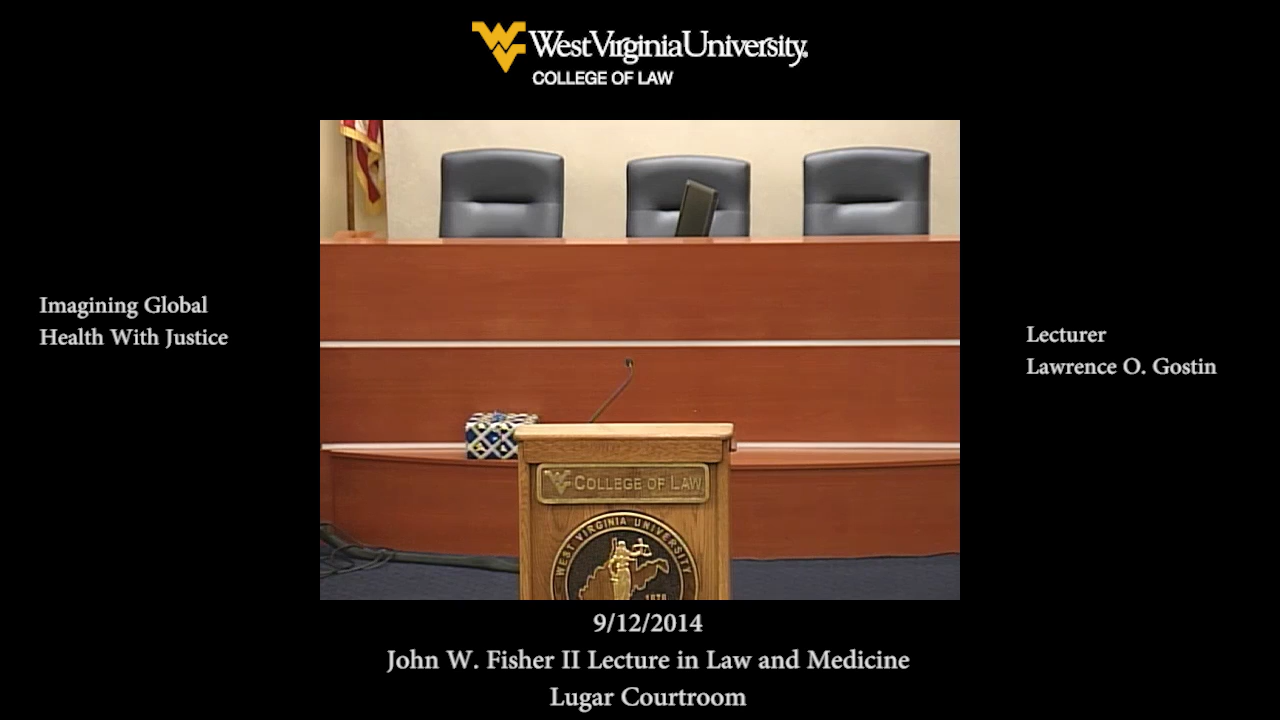 West Virginia University.
COLLEGE OF LAW
Imagining Global
Health With Justice
Lecturer
Lawrence O. Gostin
COLLEGE OF LAW
WEST VIRGINIA UNIVERSITY
1878
9/12/2014
John W. Fisher II Lecture in Law and Medicine
Lugar Courtroom